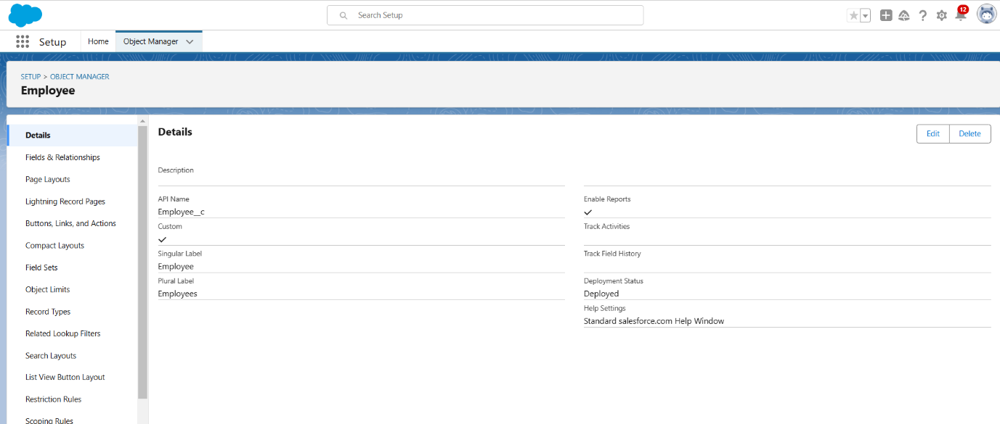 Search Setup
12
Setup
Home
Object Manager
SETUP > OBJECT MANAGER
Employee
Details
Fields & Relationships
Page Layouts
Lightning Record Pages
Buttons, Links, and Actions
Compact Layouts
Field Sets
Object Limits
Record Types
Related Lookup Filters
Search Layouts
List View Button Layout
Restriction Rules
Scoping Rules
Details
Edit
Delete
Description
API Name
Employee__c
Custom
Singular Label
Employee
Plural Label
Employees
Enable Reports
Track Activities
Track Field History
Deployment Status
Deployed
Help Settings
Standard salesforce.com Help Window